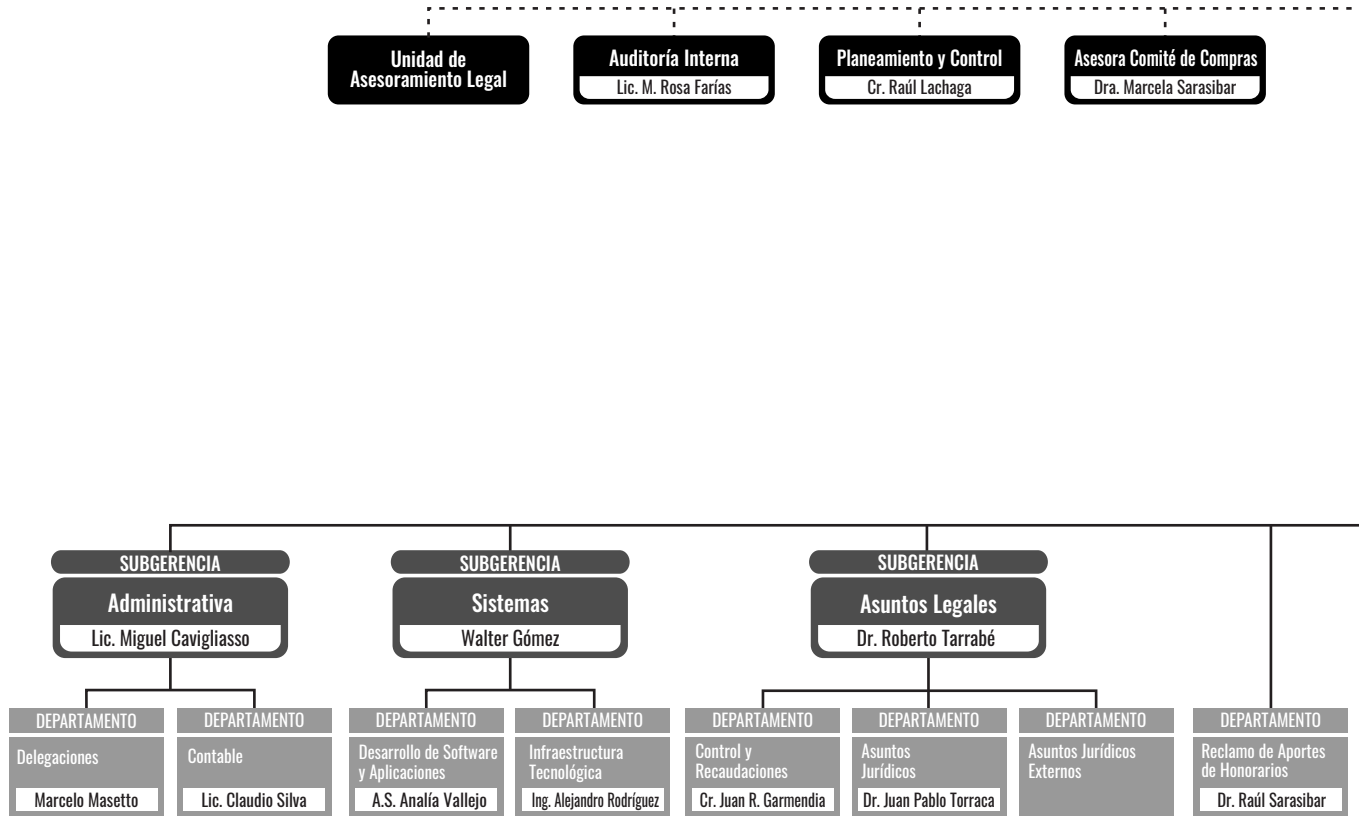 Unidad de
Asesoramiento Legal
Auditoría Interna
Lic. M. Rosa Farías
Planeamiento y Control
Cr. Raúl Lachaga
Asesora Comité de Compras
Dra. Marcela Sarasibar
SUBGERENCIA
Administrativa
Lic. Miguel Cavigliasso
SUBGERENCIA
Sistemas
Walter Gómez
SUBGERENCIA
Asuntos Legales
Dr. Roberto Tarrabé
DEPARTAMENTO
Delegaciones
Marcelo Masetto
DEPARTAMENTO
Contable
Lic. Claudio Silva
DEPARTAMENTO
Desarrollo de Software
y Aplicaciones
A.S. Analía Vallejo
DEPARTAMENTO
Infraestructura
Tecnológica
Ing. Alejandro Rodríguez
DEPARTAMENTO
Control y
Recaudaciones
Cr. Juan R. Garmendia
DEPARTAMENTO
Asuntos
Jurídicos
Dr. Juan Pablo Torraca
DEPARTAMENTO
Asuntos Jurídicos
Externos
DEPARTAMENTO
Reclamo de Aportes
de Honorarios
Dr. Raúl Sarasibar